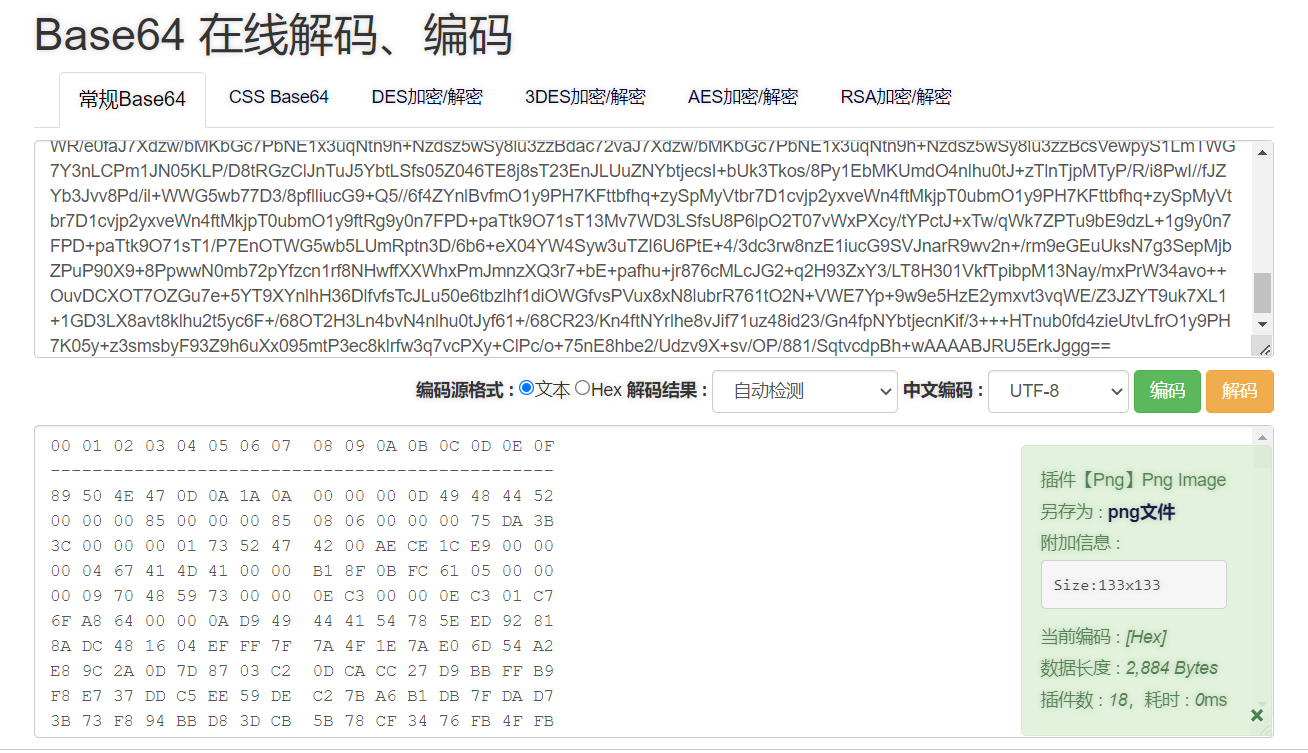 Base64 在线解码、编码
常规Base64 CSS Base64 DES加密/解密 3DES加密/解密 AES加密/解密 RSA加密/解密
WR/e0faJ7Xdzw/bMKbGc7PbNE1x3uqNtn9h+Nzdsz5wSy8lu3zzBdac72vaJ7Xdzw/bMKbGc7PbNE1x3uqNtn9h+Nzdsz5wSy8lu3zzBcsVewpyS1LmTWG
7Y3nLCPm1JN05KLP/D8tRGzClJnTuJ5YbtLSfs05Z046TE8j8sT23EnJLUuZNYbtjecsI+bUk3Tkos/8Py1EbMKUmdO4nlhu0tJ+zTlnTjpMTyP/R/i8PwI//fJZ
Yb3Jvv8Pd/il+WWG5wb77D3/8pflliucG9+Q5//6f4ZYnlBvfmO1y9PH7KFttbfhq+zySpMyVtbr7D1cvjp2yxveWn4ftMkjpT0ubmO1y9PH7KFttbfhq+zySpMyVt
br7D1cvjp2yxveWn4ftMkjpT0ubmO1y9ftRg9y0n7FPD+paTtk9O71sT13Mv7WD3LSfsU8P6lpO2T07vWxPXcy/tYPctJ+xTw/qWk7ZPTu9bE9dzL+1g9y0n7
FPD+paTtk9O71sT1/P7EnOTWG5wb5LUmRptn3D/6b6+eX04YW4Syw3uTZI6U6PtE+4/3dc3rw8nzE1iucG9SVJnarR9wv2n+/rm9eGEuUksN7g3SepMjb
ZPuP90X9+8PpwwN0mb72pYfzcn1rf8NHwffXXWhxPmJmnzXQ3r7+bE+pafhu+jr876cMLcJG2+q2H93ZxY3/LT8H301VkfTpibpM13Nay/mxPrW34avo++
OuvDCXOT7OZGu7e+5YT9XYnlhH36DlfvfsTcJLu50e6tbzlhf1diOWGfvsPVux8xN8lubrR761tO2N+VWE7Yp+9w9e5HzE2ymxvt3vqWE/Z3JZYT9uk7XL1
+1GD3LX8avt8klhu2t5yc6F+/68OT2H3Ln4bvN4nlhu0tJyf61+/68CR23/Kn4ftNYrlhe8vJif71uz48id23/Gn4fpNYbtjecnKif/3+++HTnub0fd4zieUtvLfrO1y9PH
7K05y+z3smsbyF93Z9h6uXx095mtP3ec8klrfw3q7vcPXy+ClPc/o+75nE8hbe2/Udzv9X+sv/OP/881/SqtvcdpBh+wAAAABJRU5ErkJggg==
编码源格式 : 文本 Hex 解码结果 : 自动检测 中文编码 : UTF-8 编码 解码
00 01 02 03 04 05 06 07 08 09 0A 0B 0C 0D 0E 0F
------------------------------------------------
89 50 4E 47 0D 0A 1A 0A 00 00 00 0D 49 48 44 52
00 00 00 85 00 00 00 85 08 06 00 00 00 75 DA 3B
3C 00 00 00 01 73 52 47 42 00 AE CE 1C E9 00 00
00 04 67 41 4D 41 00 00 B1 8F 0B FC 61 05 00 00
00 09 70 48 59 73 00 00 0E C3 00 00 0E C3 01 C7
6F A8 64 00 00 0A D9 49 44 41 54 78 5E ED 92 81
8A DC 48 16 04 EF FF 7F 7A 4F 1E 7A E0 6D 54 A2
E8 9C 2A 0D 7D 87 03 C2 0D CA CC 27 D9 BB FF B9
F8 E7 37 DD C5 EE 59 DE C2 7B A6 B1 DB 7F DA D7
3B 73 F8 94 BB D8 3D CB 5B 78 CF 34 76 FB 4F FB
插件【Png】Png Image
另存为 : png文件
附加信息 :
Size:133x133
当前编码 : [Hex]
数据长度 : 2,884 Bytes
插件数 : 18，耗时 : 0ms
×